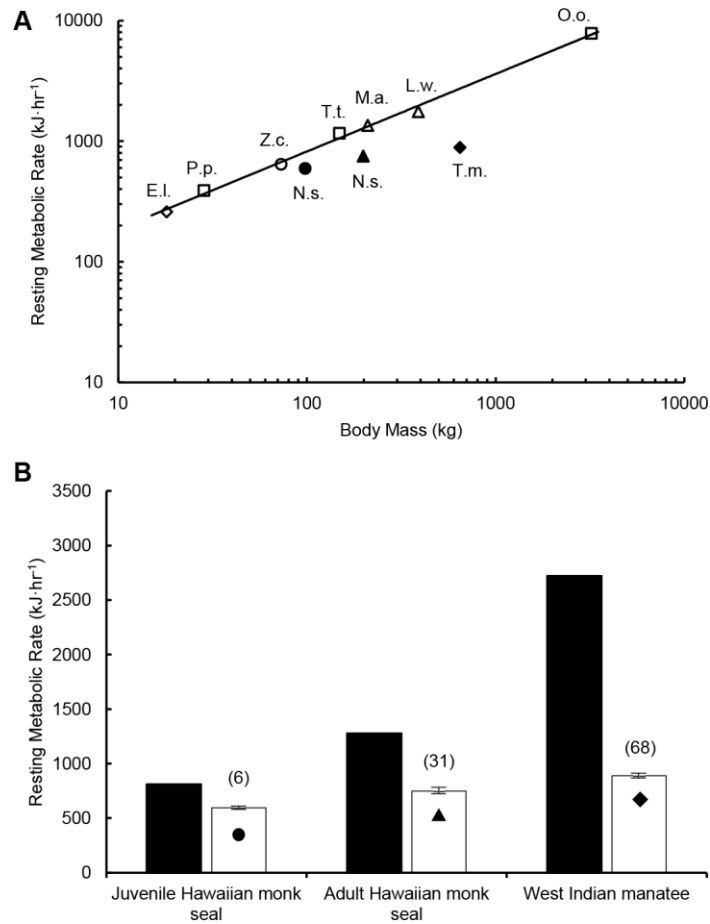 A
10000
1000
100
10
Resting Metabolic Rate (kJ·hr⁻¹)
E.l.
P.p.
Z.c.
T.t.
M.a.
L.w.
O.o.
N.s.
N.s.
T.m.
10
100
1000
10000
Body Mass (kg)
B
3500
3000
2500
2000
1500
1000
500
0
Resting Metabolic Rate (kJ·hr⁻¹)
(6)
(31)
(68)
Juvenile Hawaiian monk
seal
Adult Hawaiian monk
seal
West Indian manatee